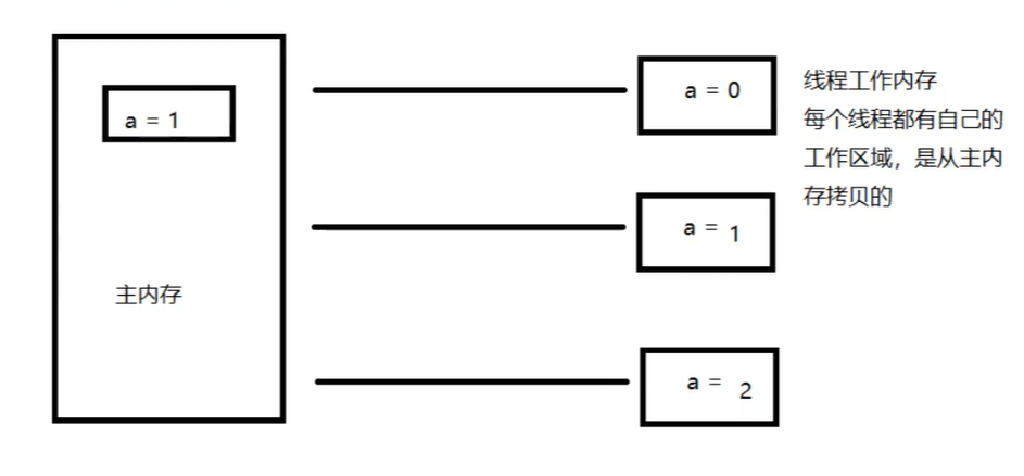 a = 1
主内存
a = 0
a = 1
a = 2
线程工作内存
每个线程都有自己的
工作区域，是从主内
存拷贝的